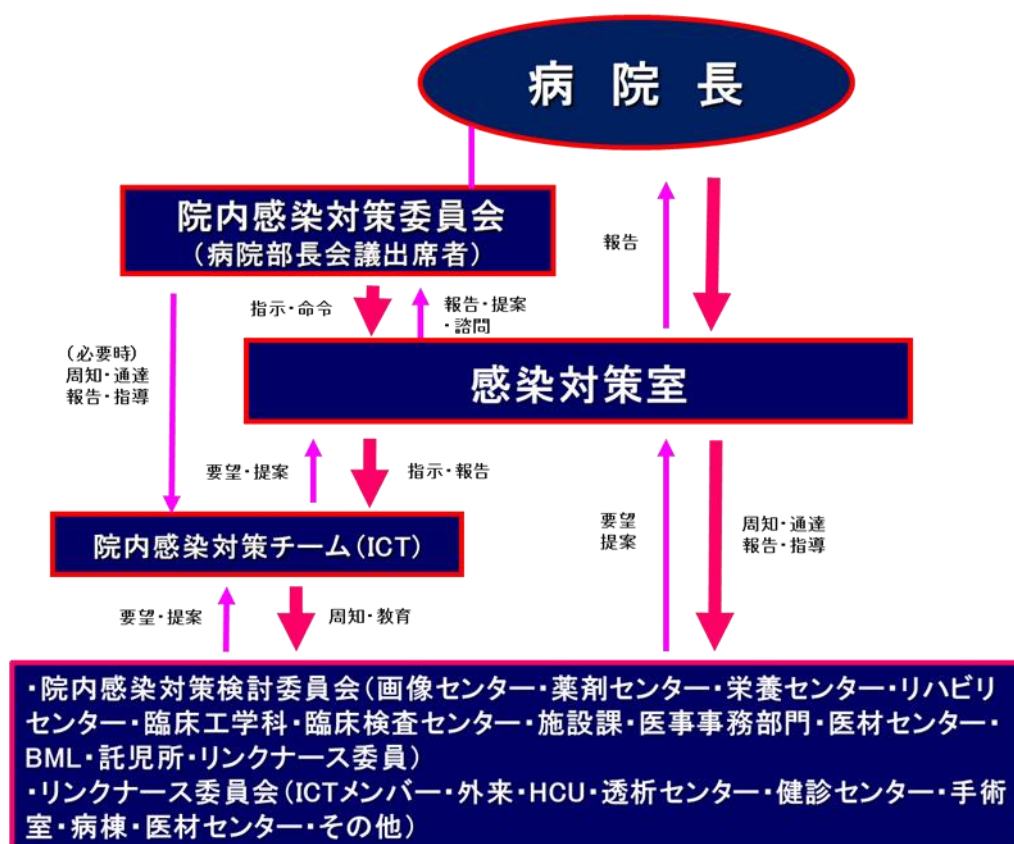 病 院 長
院内感染対策委員会
(病院部長会議出席者)
報告
指示・命令
報告・提案
・諮問
(必要時)
周知・通達
報告・指導
感染対策室
要望・提案
指示・報告
要望
提案
周知・通達
報告・指導
院内感染対策チーム(ICT)
要望・提案
周知・教育
・院内感染対策検討委員会(画像センター・薬剤センター・栄養センター・リハビリ
センター・臨床工学科・臨床検査センター・施設課・医事事務部門・医材センター・
BML・託児所・リンクナース委員)
・リンクナース委員会(ICTメンバー・外来・HCU・透析センター・健診センター・手術
室・病棟・医材センター・その他)